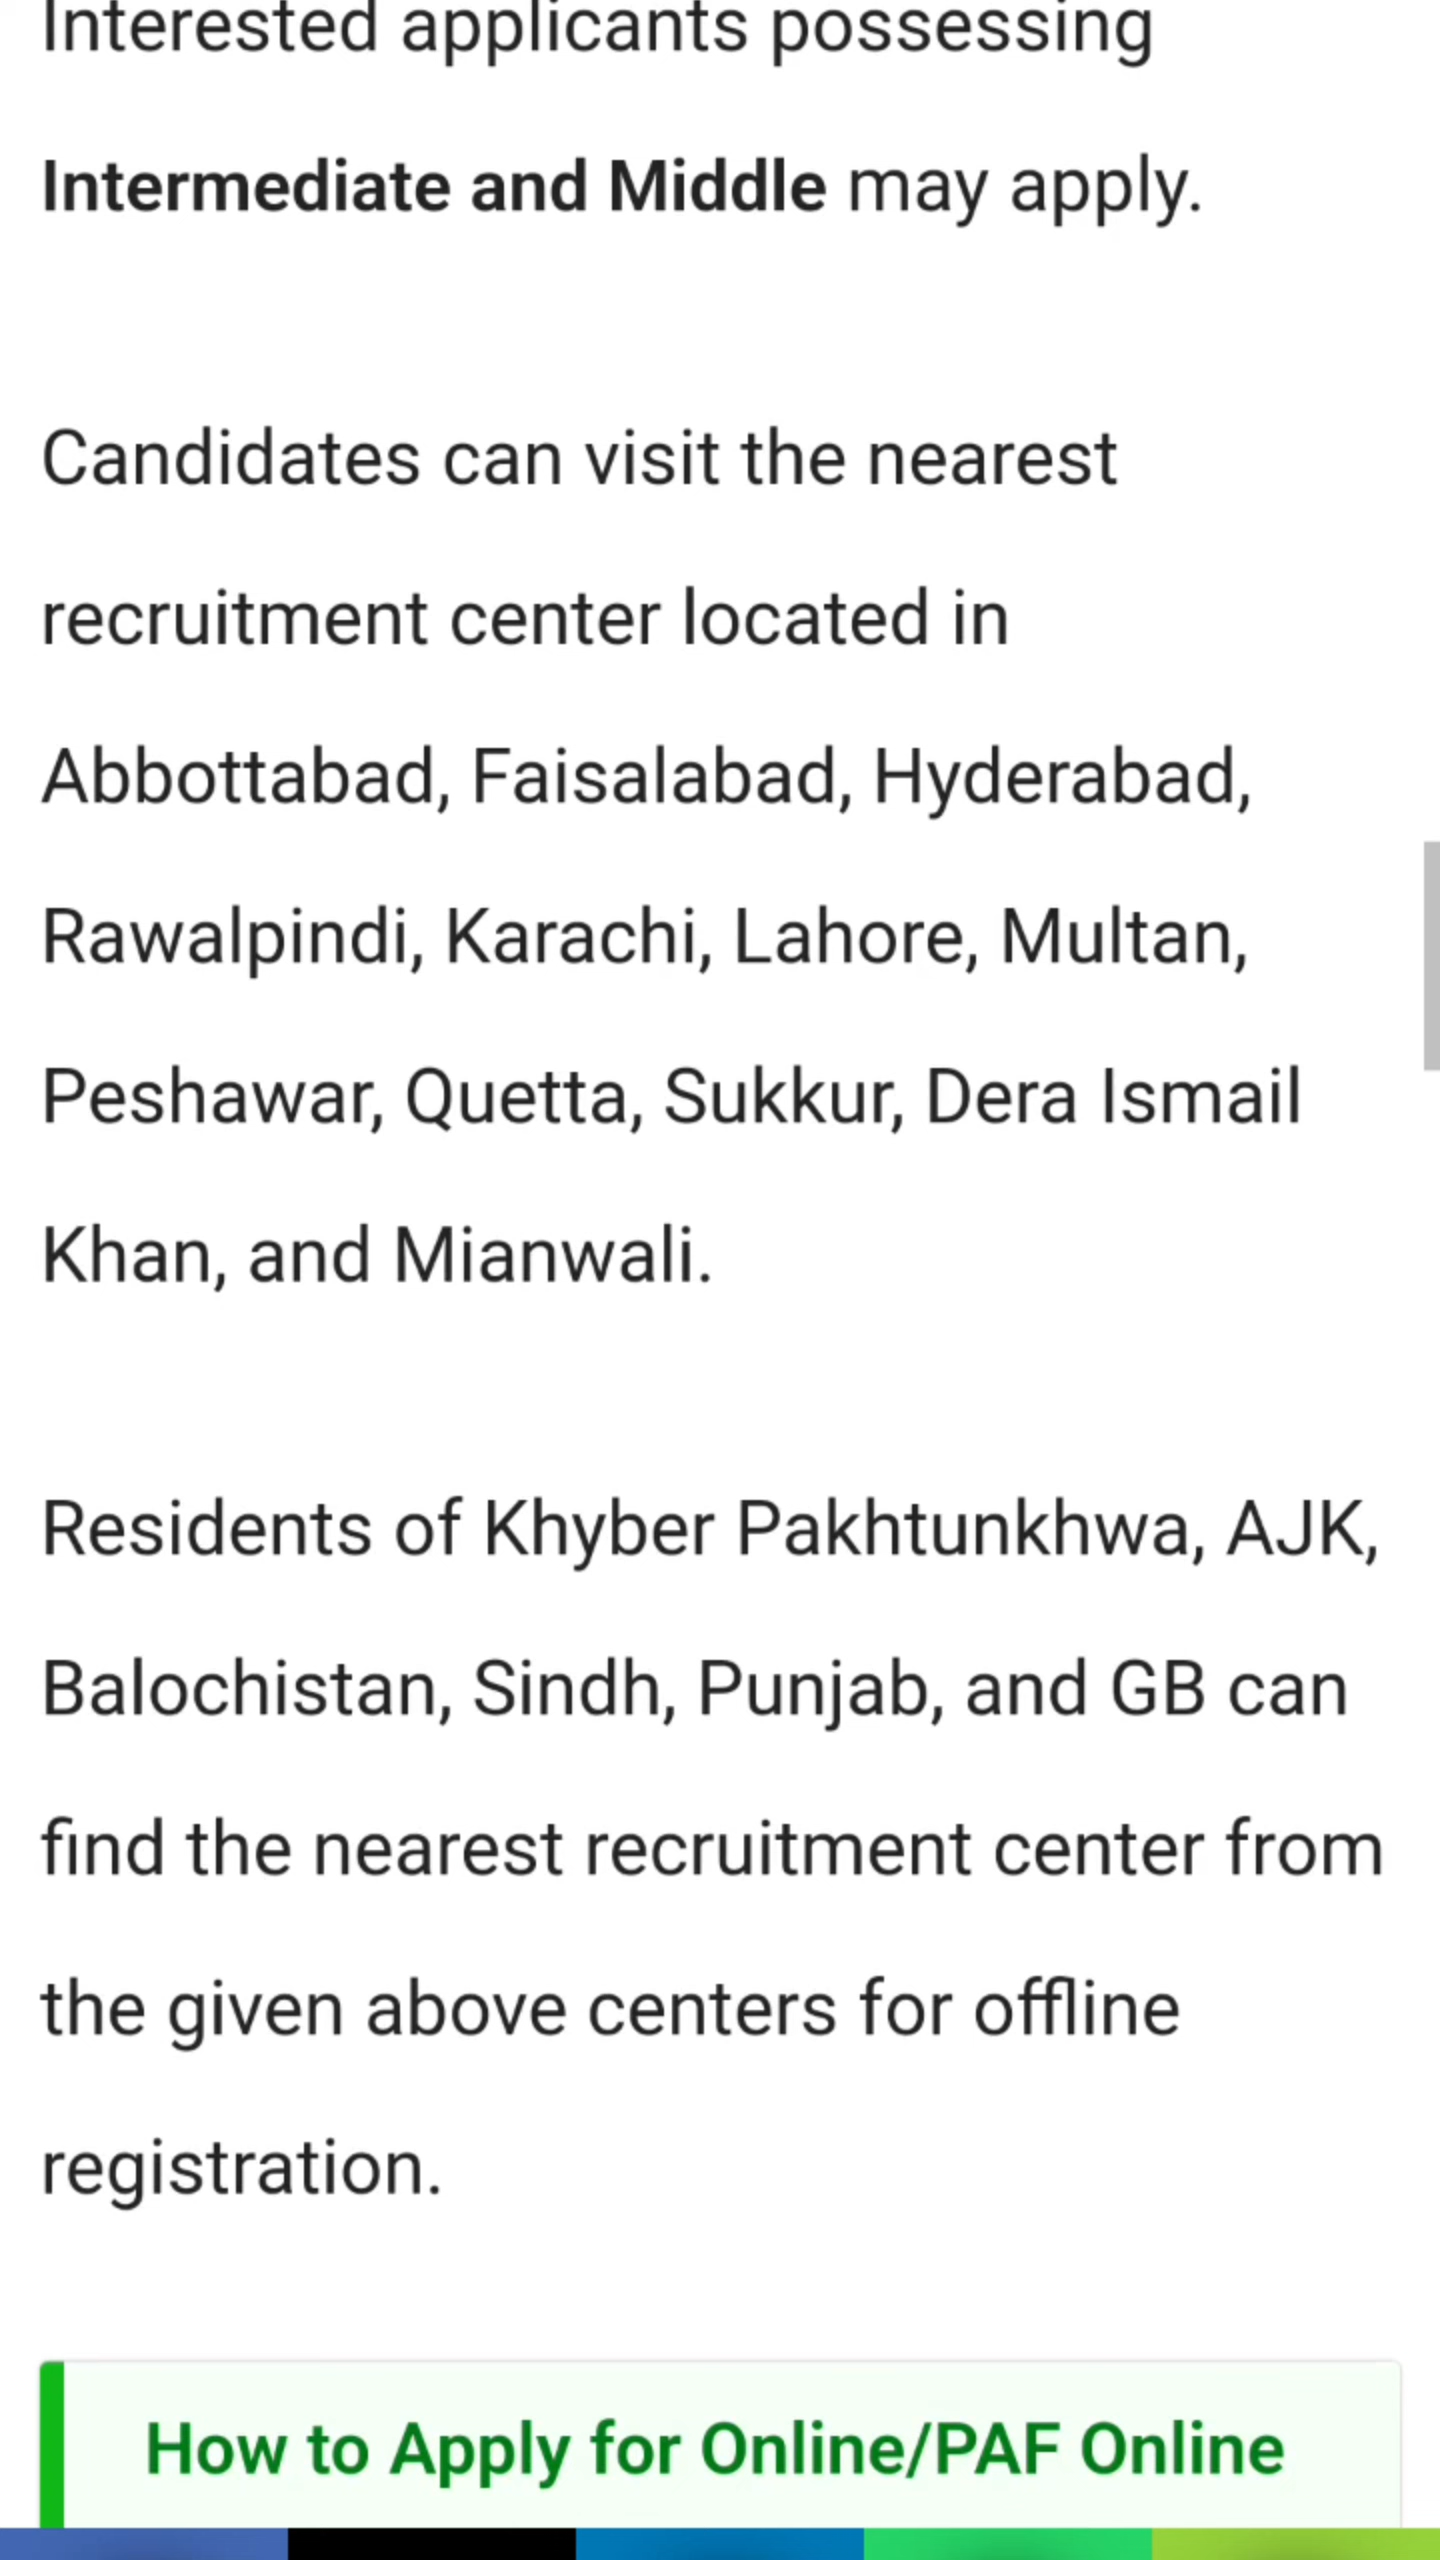 Interested applicants possessing
Intermediate and Middle may apply.
Candidates can visit the nearest
recruitment center located in
Abbottabad, Faisalabad, Hyderabad,
Rawalpindi, Karachi, Lahore, Multan,
Peshawar, Quetta, Sukkur, Dera Ismail
Khan, and Mianwali.
Residents of Khyber Pakhtunkhwa, AJK,
Balochistan, Sindh, Punjab, and GB can
find the nearest recruitment center from
the given above centers for offline
registration.
How to Apply for Online/PAF Online